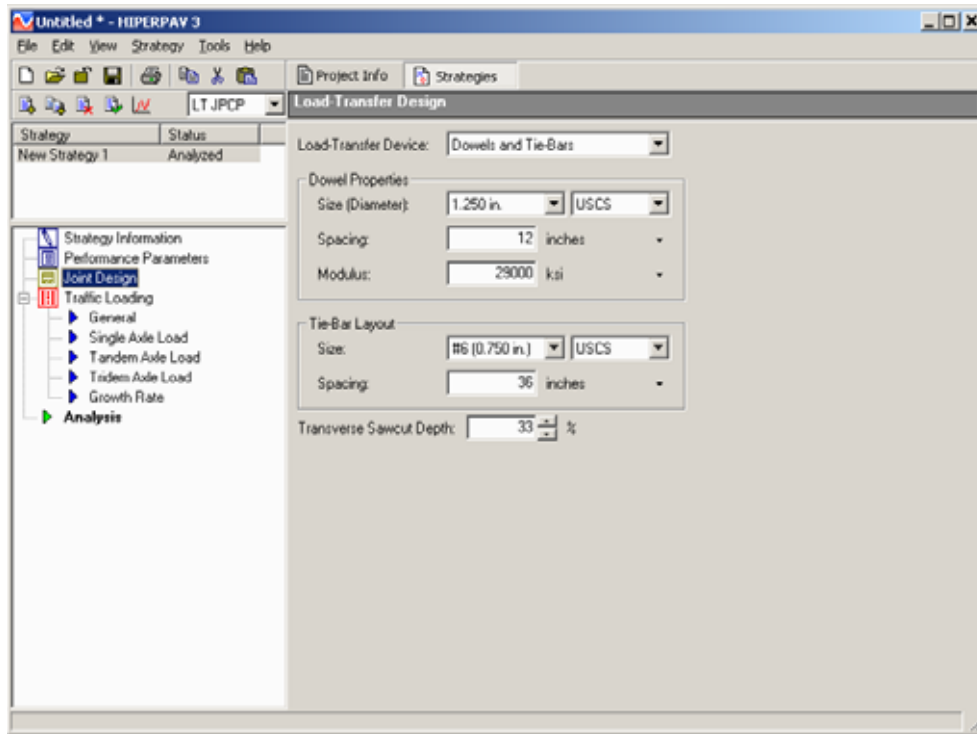 Untitled * - HIPERPAV 3
File Edit View Strategy Tools Help
Project Info Strategies
LT JPCP
Load-Transfer Design
Strategy Status
New Strategy 1 Analyzed
Strategy Information
Performance Parameters
Joint Design
Traffic Loading
General
Single Axle Load
Tandem Axle Load
Tridem Axle Load
Growth Rate
Analysis
Load-Transfer Device: Dowels and Tie-Bars
Dowel Properties
Size (Diameter): 1.250 in. USCS
Spacing: 12 inches
Modulus: 29000 ksi
Tie-Bar Layout
Size: #6 (0.750 in.) USCS
Spacing: 36 inches
Transverse Sawcut Depth: 33 %